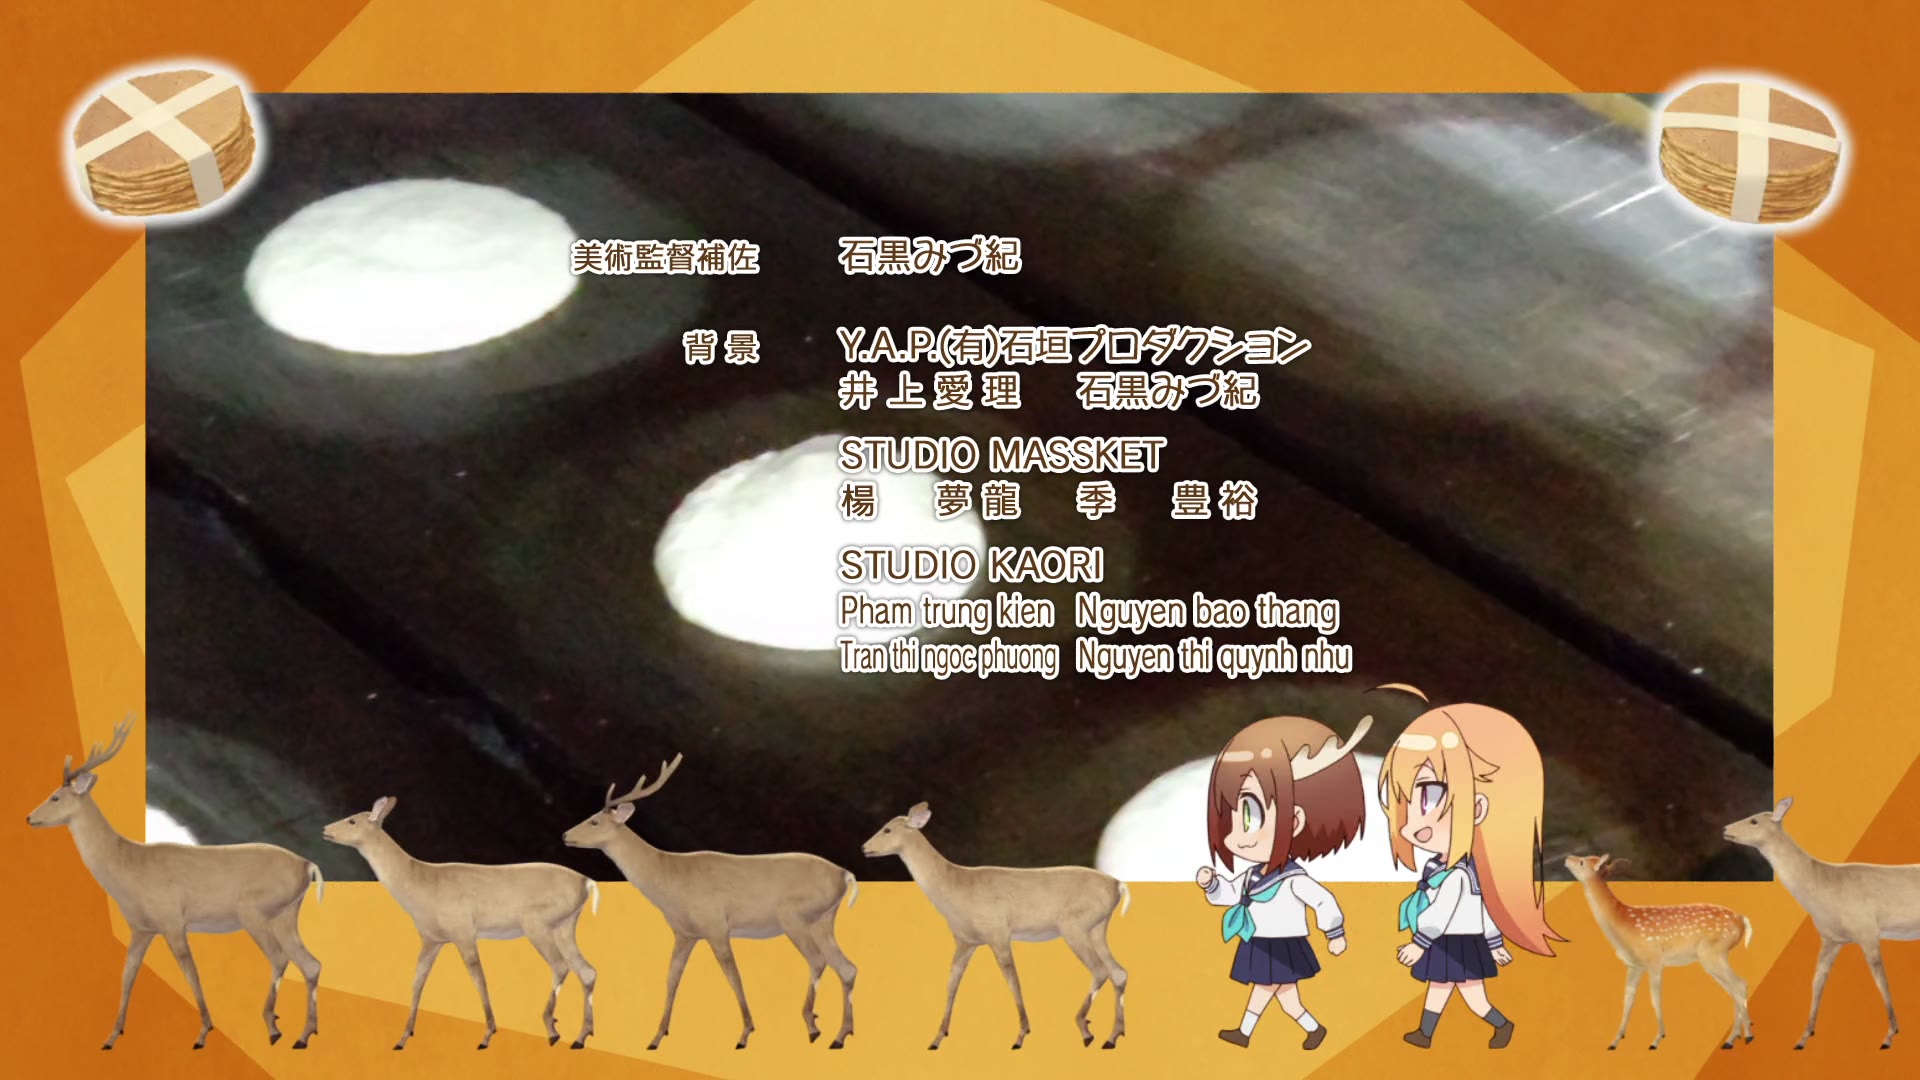 美術監督補佐 石黒みづ紀
背景 Y.A.P.(有)石垣プロダクション
井上愛理 石黒みづ紀
STUDIO MASSKET
楊 夢龍 季 豊裕
STUDIO KAORI
Pham trung kien Nguyen bao thang
Tran thi ngoc phuong Nguyen thi quynh nhu